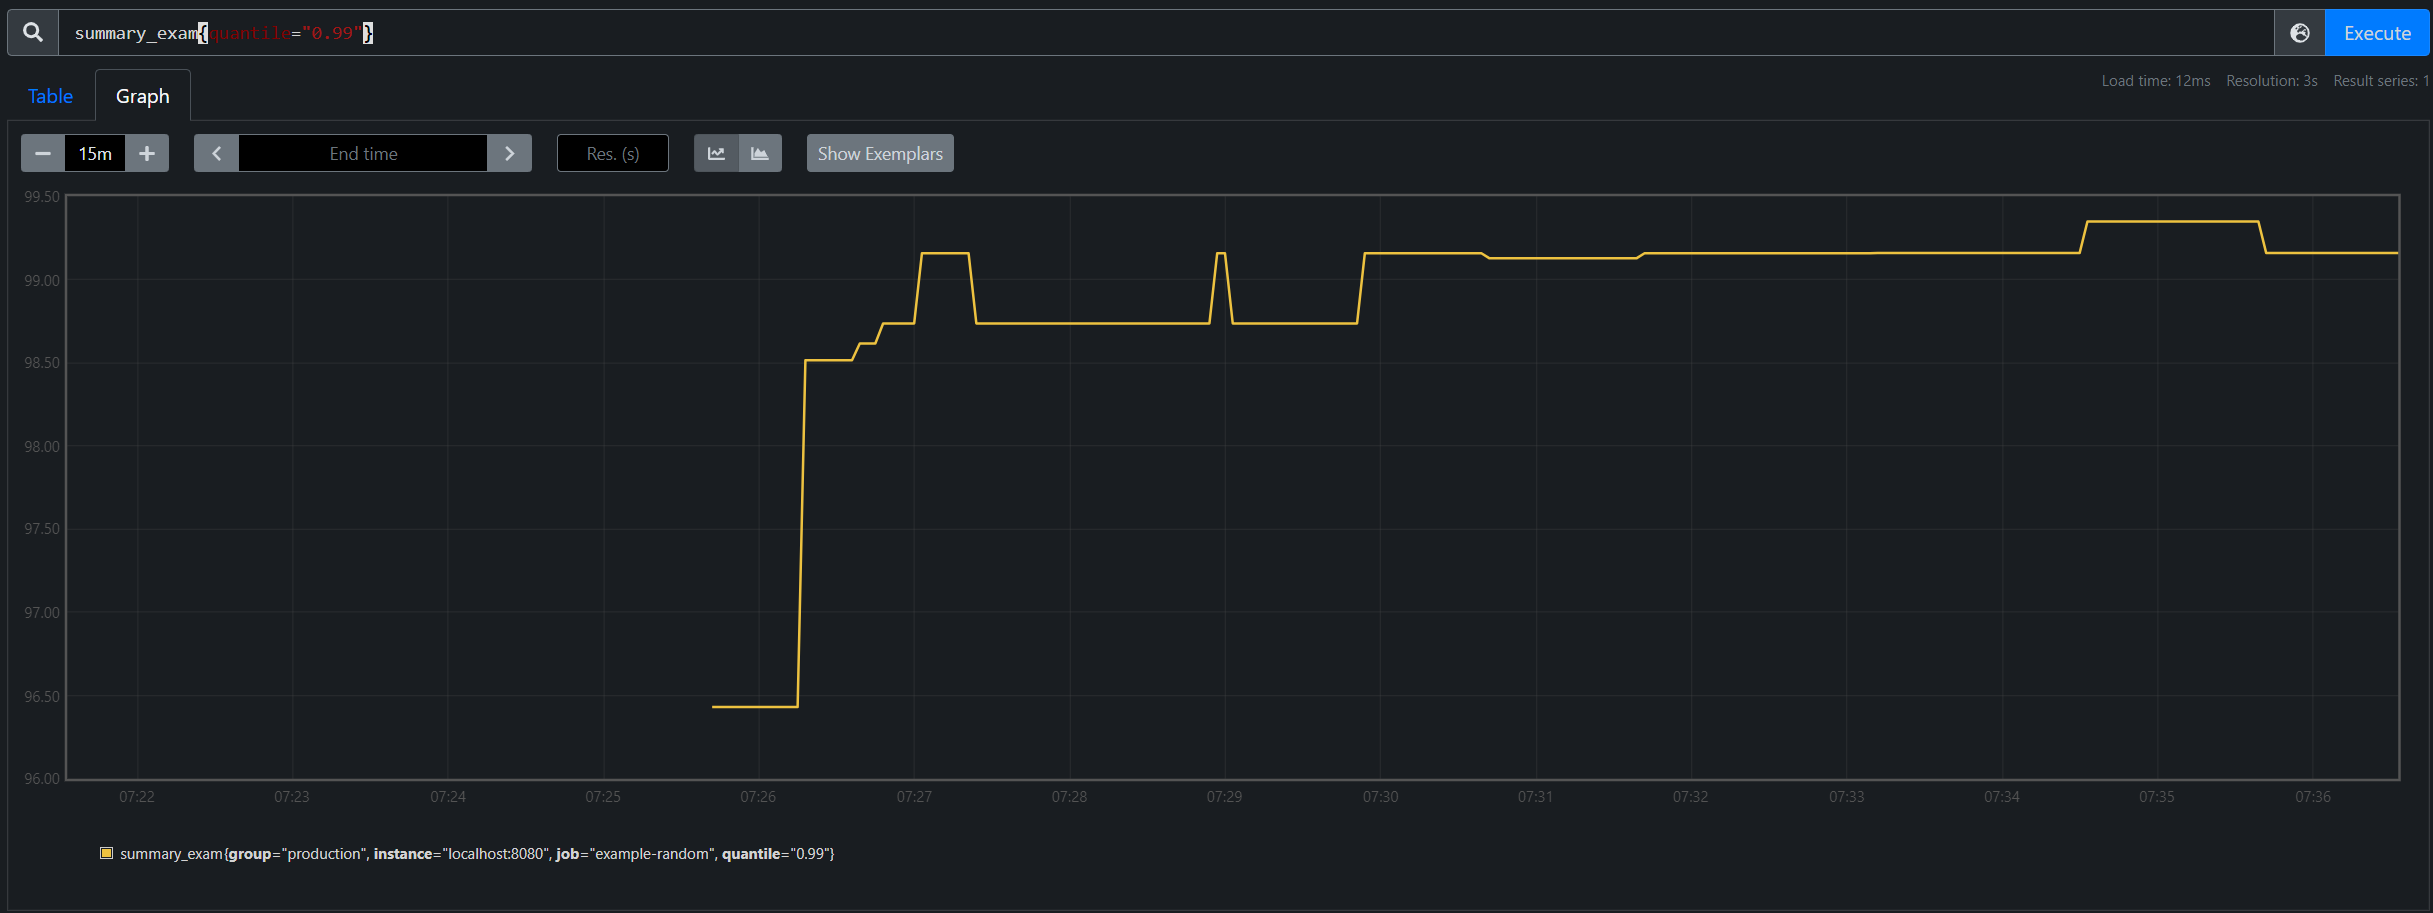 summary_exam{quantile="0.99"}
Execute
Table
Graph
Load time: 12ms Resolution: 3s Result series: 1
15m
End time
Res. (s)
Show Exemplars
99.50
99.00
98.50
98.00
97.50
97.00
96.50
96.00
07:22 07:23 07:24 07:25 07:26 07:27 07:28 07:29 07:30 07:31 07:32 07:33 07:34 07:35 07:36
summary_exam{group="production", instance="localhost:8080", job="example-random", quantile="0.99"}